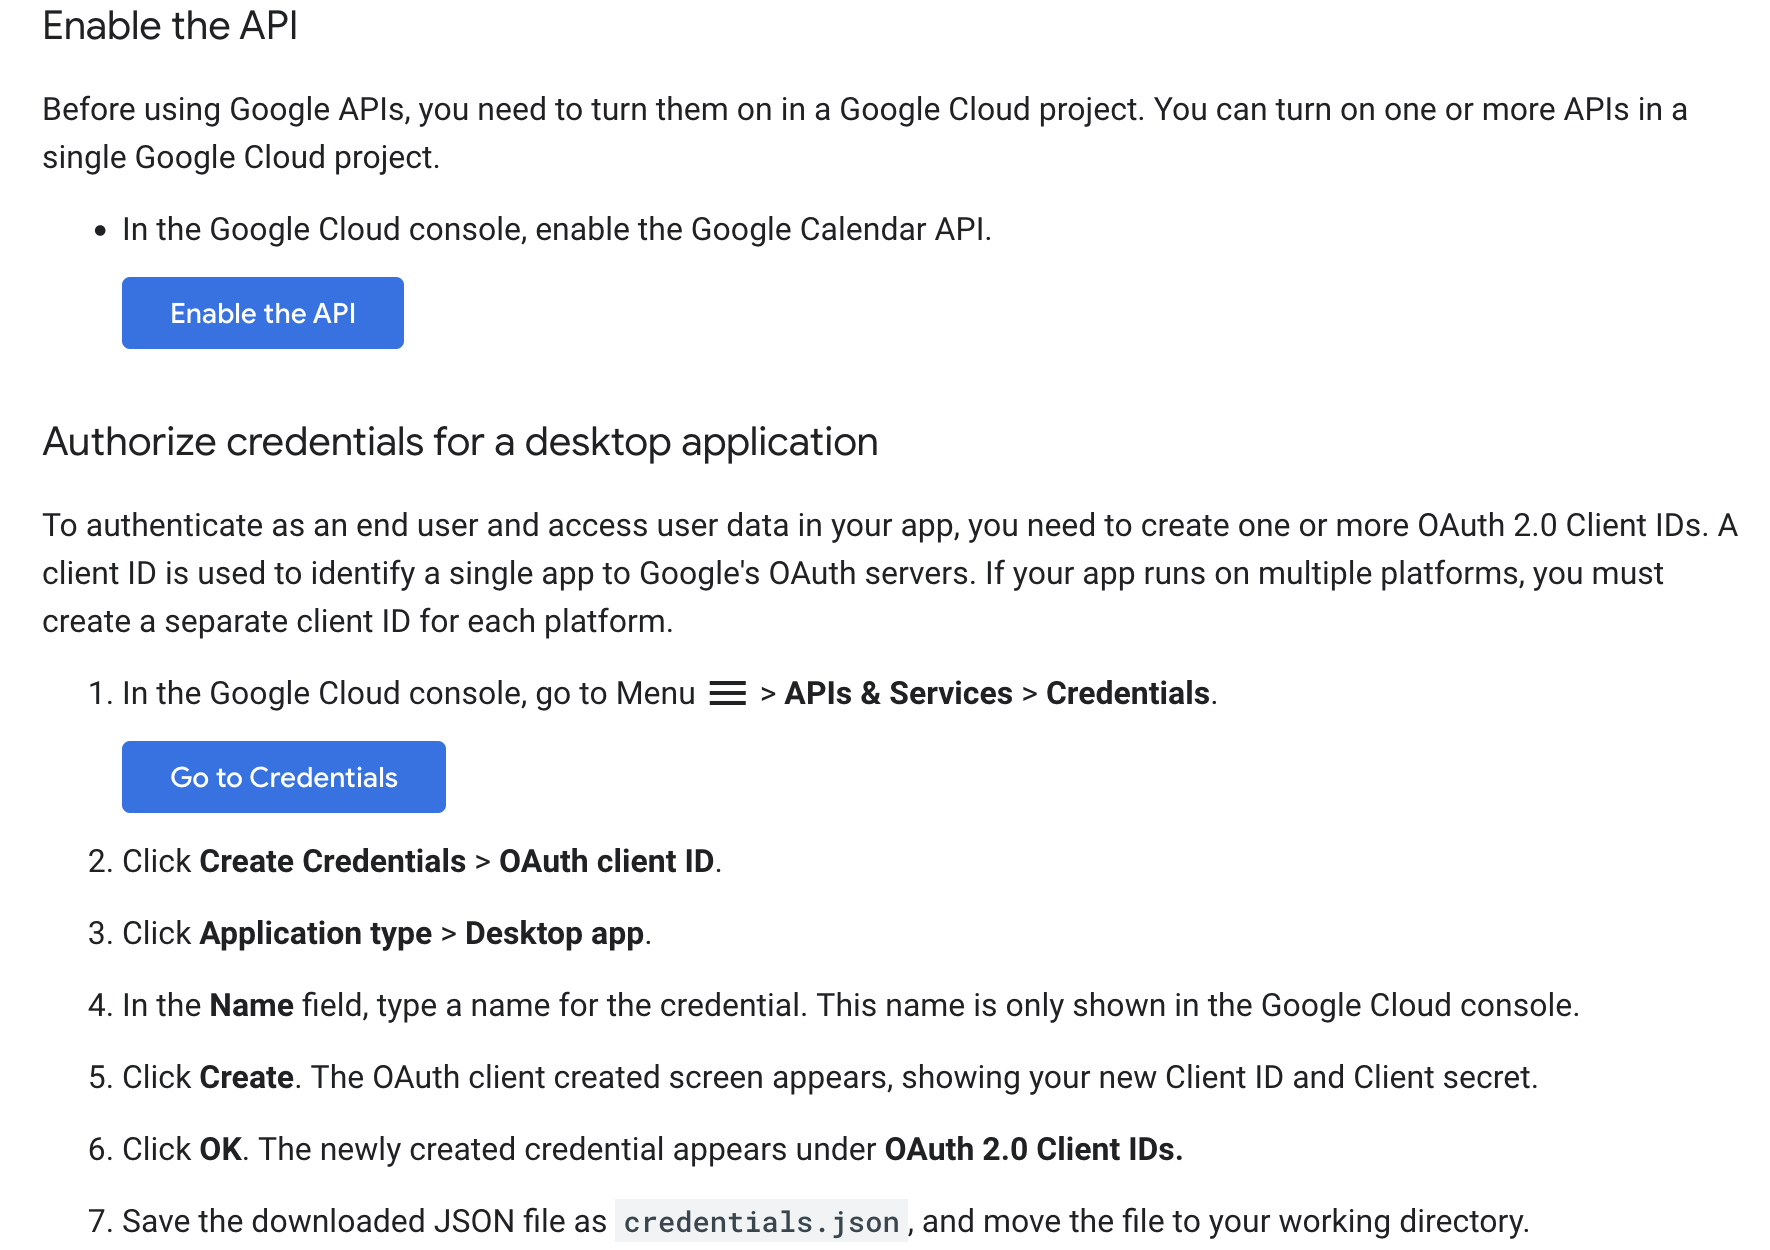 Enable the API
Before using Google APIs, you need to turn them on in a Google Cloud project. You can turn on one or more APIs in a
single Google Cloud project.
• In the Google Cloud console, enable the Google Calendar API.
Enable the API
Authorize credentials for a desktop application
To authenticate as an end user and access user data in your app, you need to create one or more OAuth 2.0 Client IDs. A
client ID is used to identify a single app to Google's OAuth servers. If your app runs on multiple platforms, you must
create a separate client ID for each platform.
1. In the Google Cloud console, go to Menu > APIs & Services > Credentials.
Go to Credentials
2. Click Create Credentials > OAuth client ID.
3. Click Application type > Desktop app.
4. In the Name field, type a name for the credential. This name is only shown in the Google Cloud console.
5. Click Create. The OAuth client created screen appears, showing your new Client ID and Client secret.
6. Click OK. The newly created credential appears under OAuth 2.0 Client IDs.
7. Save the downloaded JSON file as credentials.json, and move the file to your working directory.